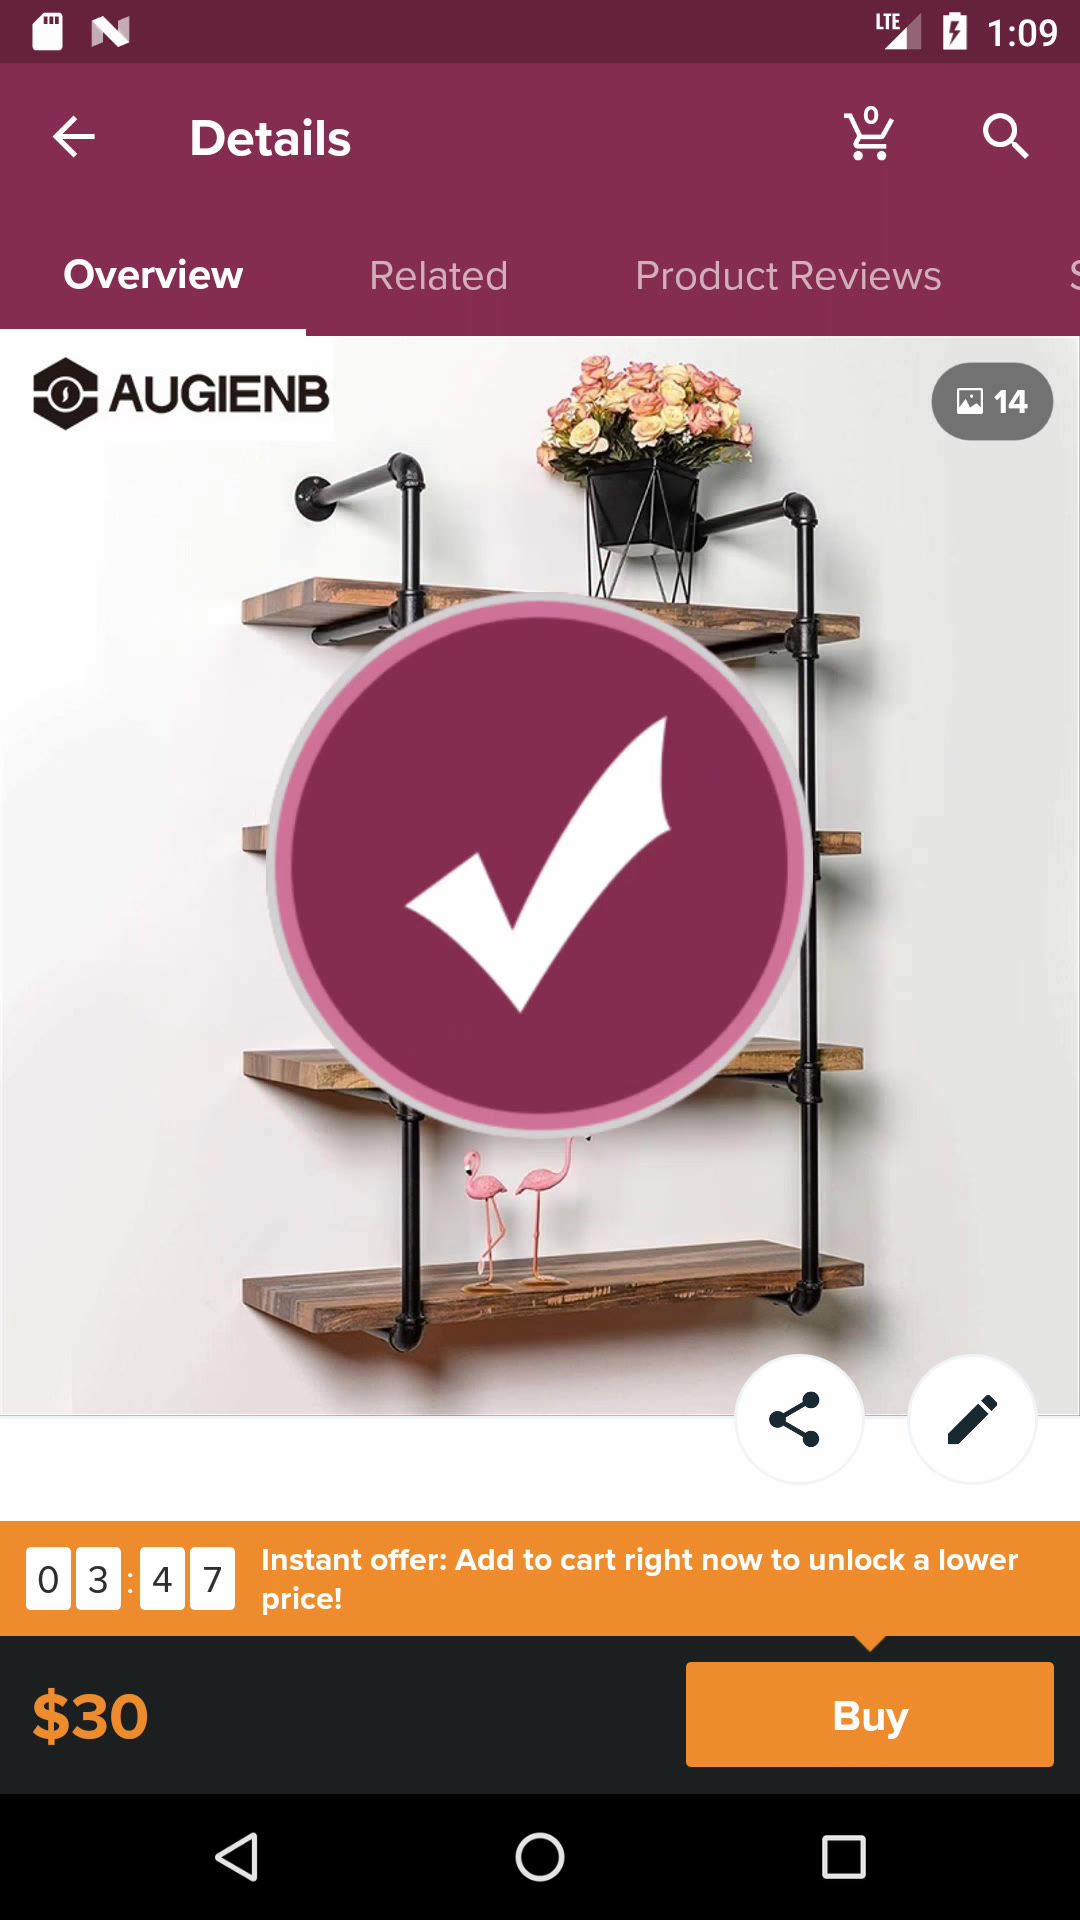 LTE
1:09
Details
0
Overview
Related
Product Reviews
S
AUGIENB
14
0 3 : 4 7
Instant offer: Add to cart right now to unlock a lower
price!
$30
Buy